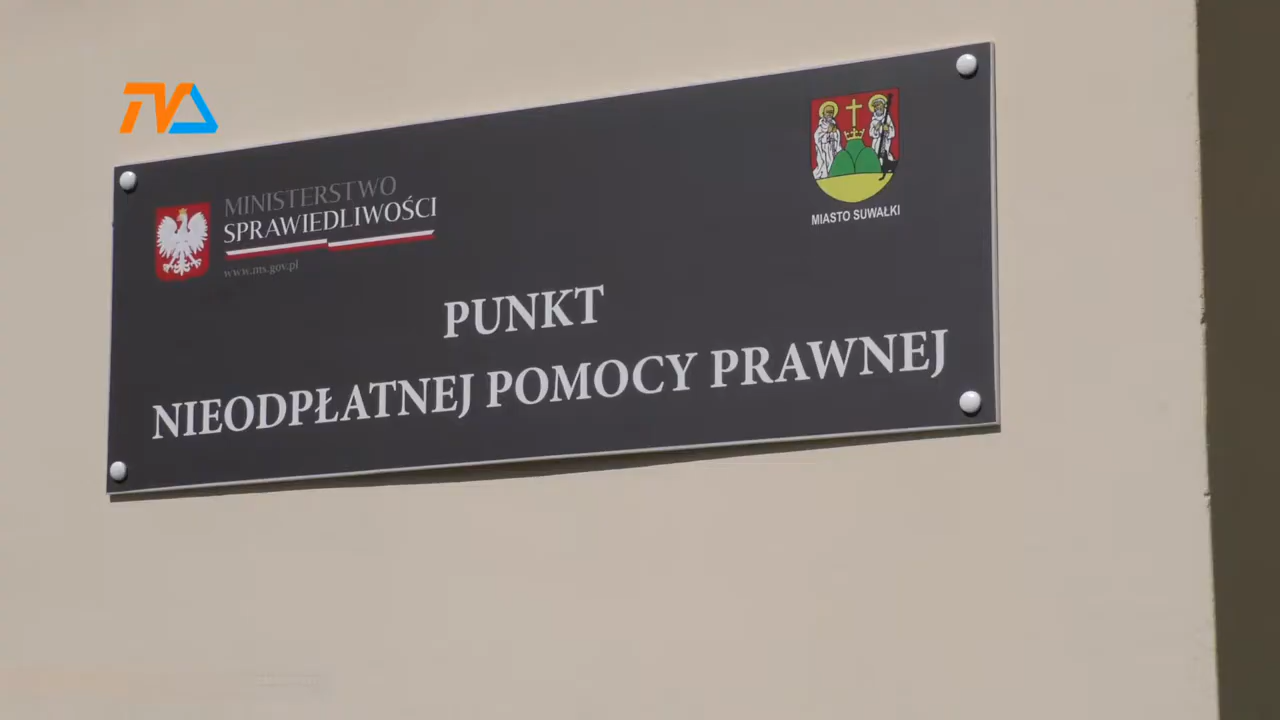 TVA
MINISTERSTWO
SPRAWIEDLIWOŚCI
www.ms.gov.pl
MIASTO SUWAŁKI
PUNKT
NIEODPŁATNEJ POMOCY PRAWNEJ